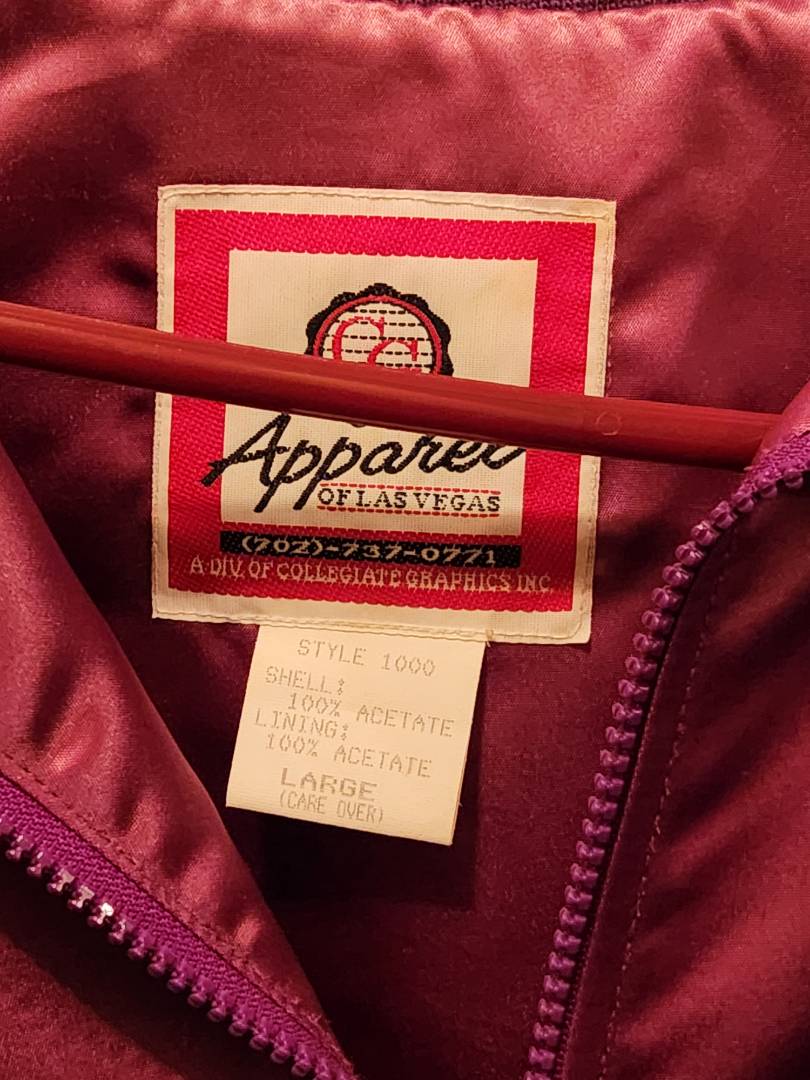 CC
Apparel
OF LAS VEGAS
(702)-737-0771
A DIV. OF COLLEGIATE GRAPHICS INC.
STYLE 1000
SHELL:
100% ACETATE
LINING:
100% ACETATE
LARGE
(CARE OVER)